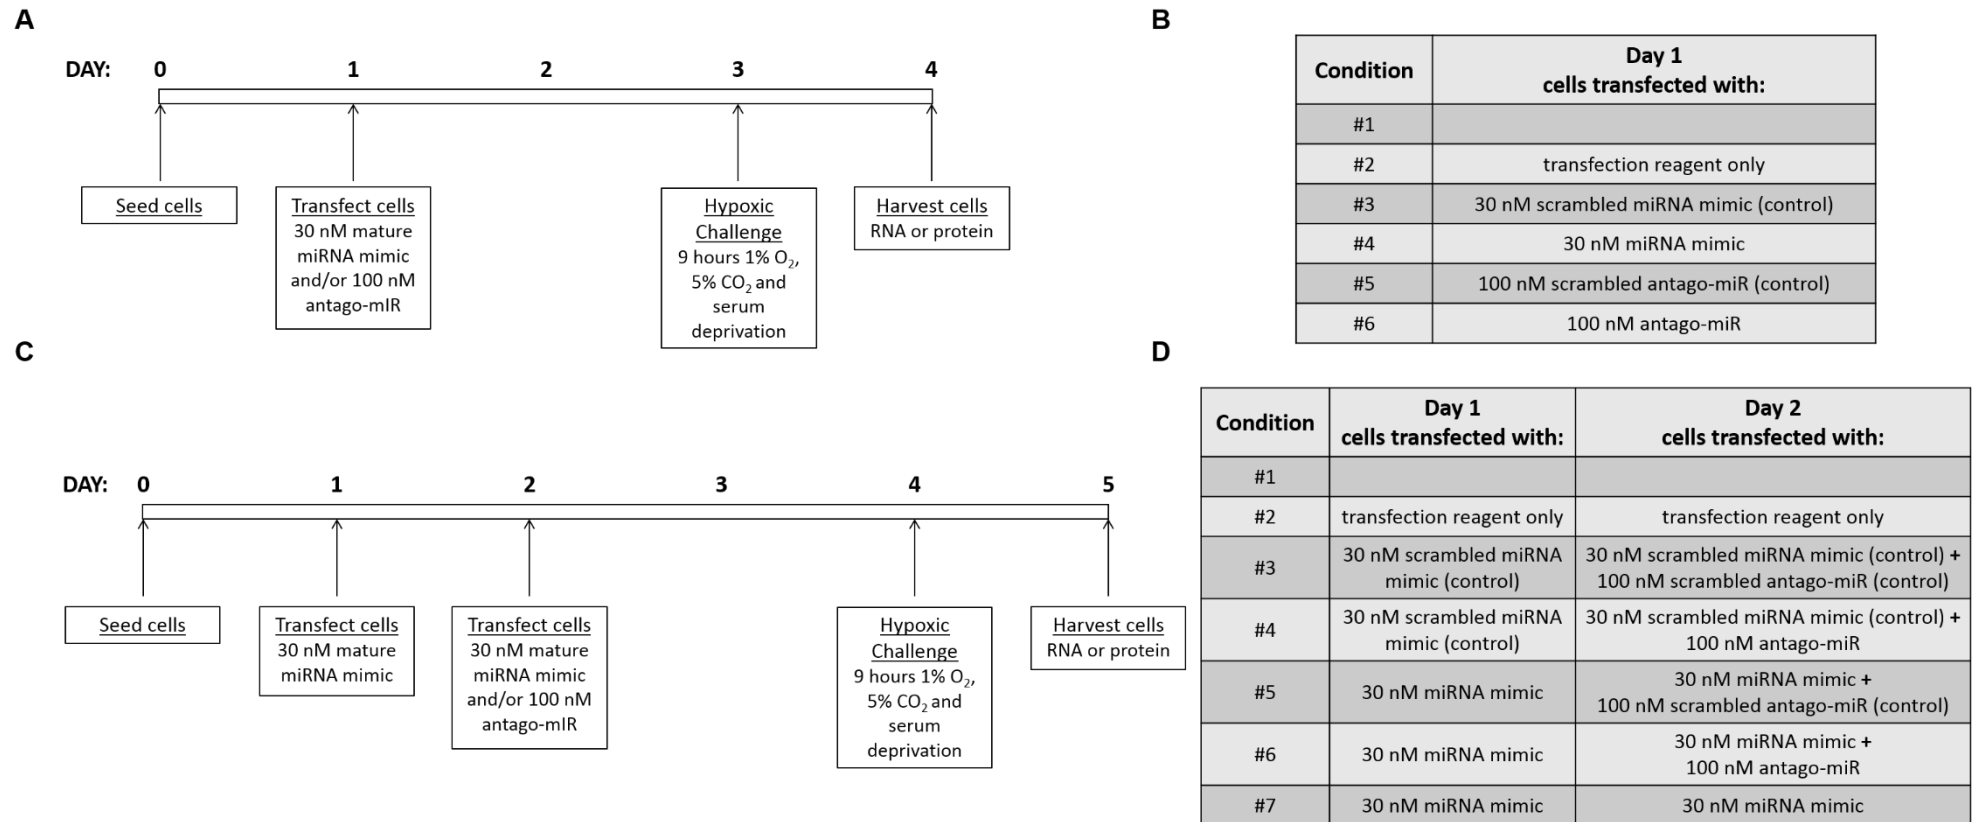 A
DAY: 0 1 2 3 4
Seed cells
Transfect cells
30 nM mature
miRNA mimic
and/or 100 nM
antago-mIR
Hypoxic
Challenge
9 hours 1% O₂,
5% CO₂ and
serum
deprivation
Harvest cells
RNA or protein
B
Condition
Day 1
cells transfected with:
#1
#2 transfection reagent only
#3 30 nM scrambled miRNA mimic (control)
#4 30 nM miRNA mimic
#5 100 nM scrambled antago-miR (control)
#6 100 nM antago-miR
C
DAY: 0 1 2 3 4 5
Seed cells
Transfect cells
30 nM mature
miRNA mimic
Transfect cells
30 nM mature
miRNA mimic
and/or 100 nM
antago-mIR
Hypoxic
Challenge
9 hours 1% O₂,
5% CO₂ and
serum
deprivation
Harvest cells
RNA or protein
D
Condition
Day 1
cells transfected with:
Day 2
cells transfected with:
#1
#2 transfection reagent only transfection reagent only
#3
30 nM scrambled miRNA
mimic (control)
30 nM scrambled miRNA mimic (control) +
100 nM scrambled antago-miR (control)
#4
30 nM scrambled miRNA
mimic (control)
30 nM scrambled miRNA mimic (control) +
100 nM antago-miR
#5
30 nM miRNA mimic
30 nM miRNA mimic +
100 nM scrambled antago-miR (control)
#6
30 nM miRNA mimic
30 nM miRNA mimic +
100 nM antago-miR
#7 30 nM miRNA mimic 30 nM miRNA mimic